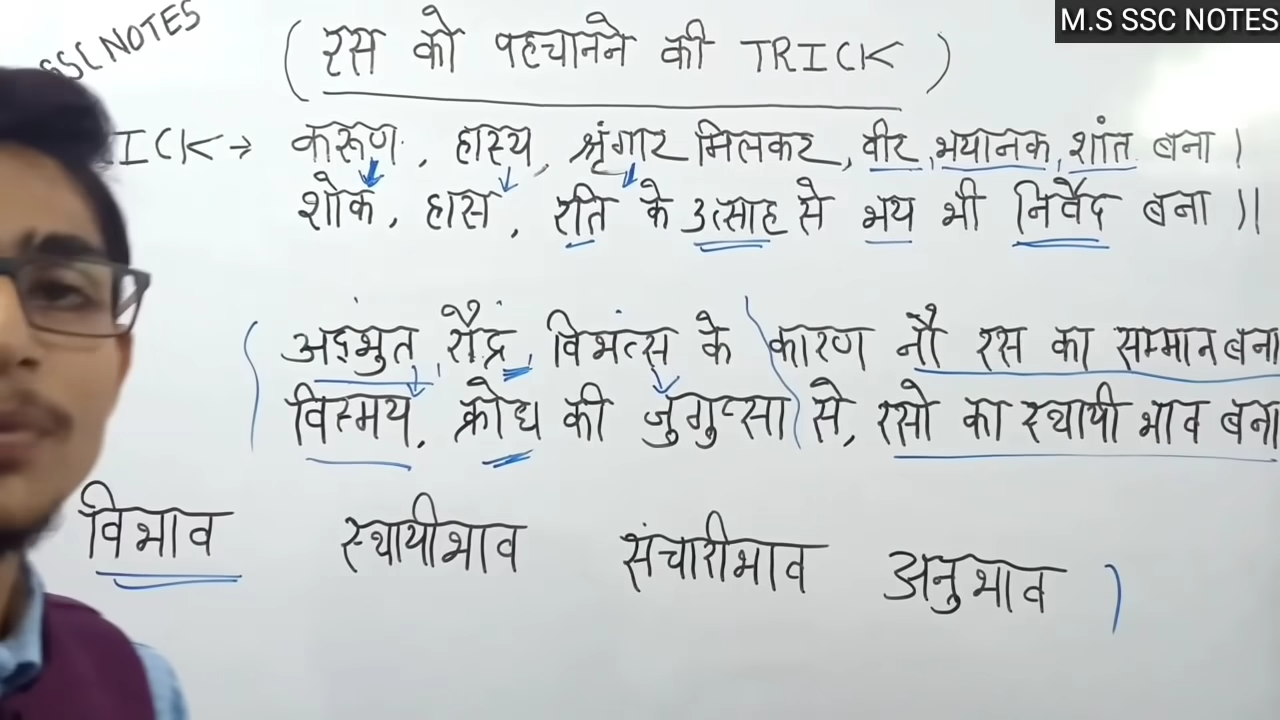 M.S SSC NOTES
SSC NOTES
( रस को पहचानने की TRICK )
ICK → करूण, हास्य, श्रृंगार मिलकर, वीर, भयानक, शांत बना ।
शोक, हास, रति के उत्साह से भय भी निर्वेद बना ।।
अद्भुत, रौद्र, विभंत्स के कारण नौ रस का सम्मान बना
विस्मय, क्रोध की जुगुप्सा से, रसो का स्थायी भाव बना
विभाव स्थायीभाव संचारीभाव अनुभाव )